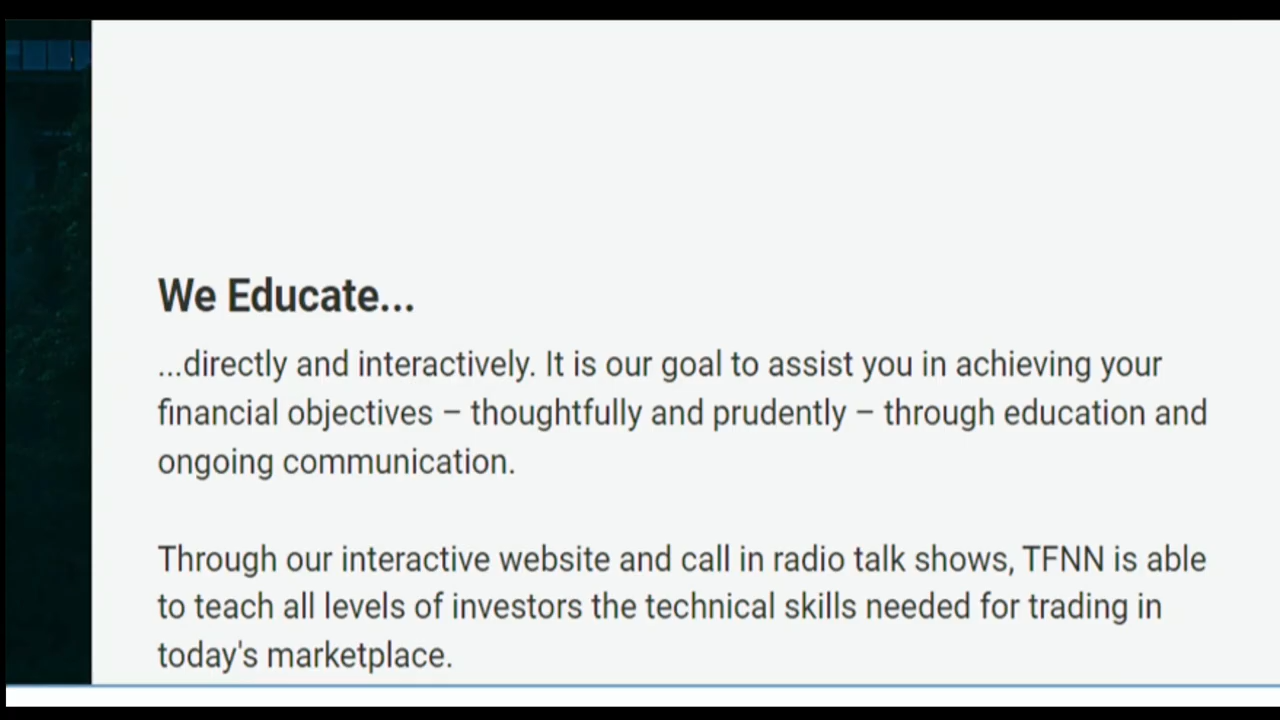 We Educate...
...directly and interactively. It is our goal to assist you in achieving your
financial objectives – thoughtfully and prudently – through education and
ongoing communication.
Through our interactive website and call in radio talk shows, TFNN is able
to teach all levels of investors the technical skills needed for trading in
today's marketplace.